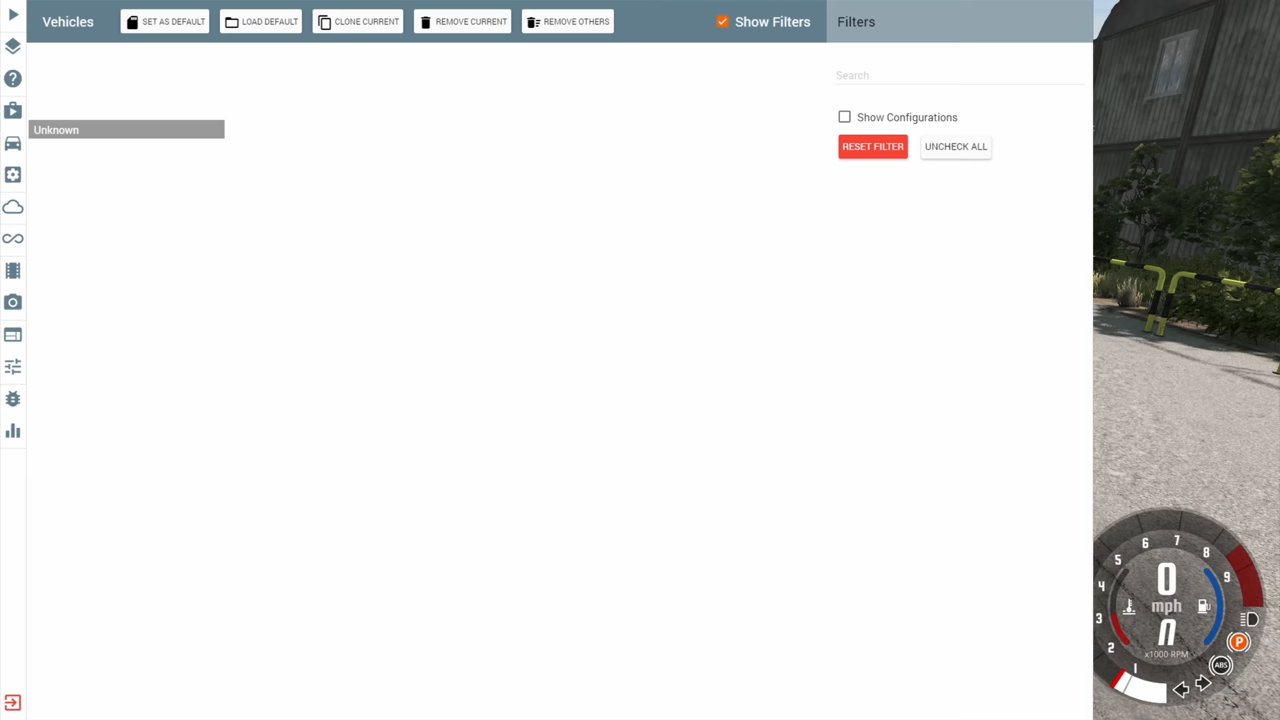 Vehicles
SET AS DEFAULT
LOAD DEFAULT
CLONE CURRENT
REMOVE CURRENT
REMOVE OTHERS
Show Filters
Filters
Search
Unknown
Show Configurations
RESET FILTER
UNCHECK ALL
1
2
3
4
5
6
7
8
9
0
mph
n
x1000 RPM
P
ABS